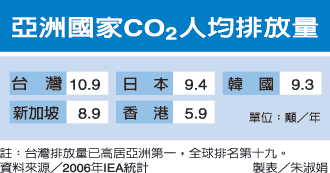 亞洲國家CO₂人均排放量
台灣 10.9 日本 9.4 韓國 9.3
新加坡 8.9 香港 5.9 單位：噸／年
註：台灣排放量已高居亞洲第一，全球排名第十九。
資料來源／2006年IEA統計 製表／朱淑娟